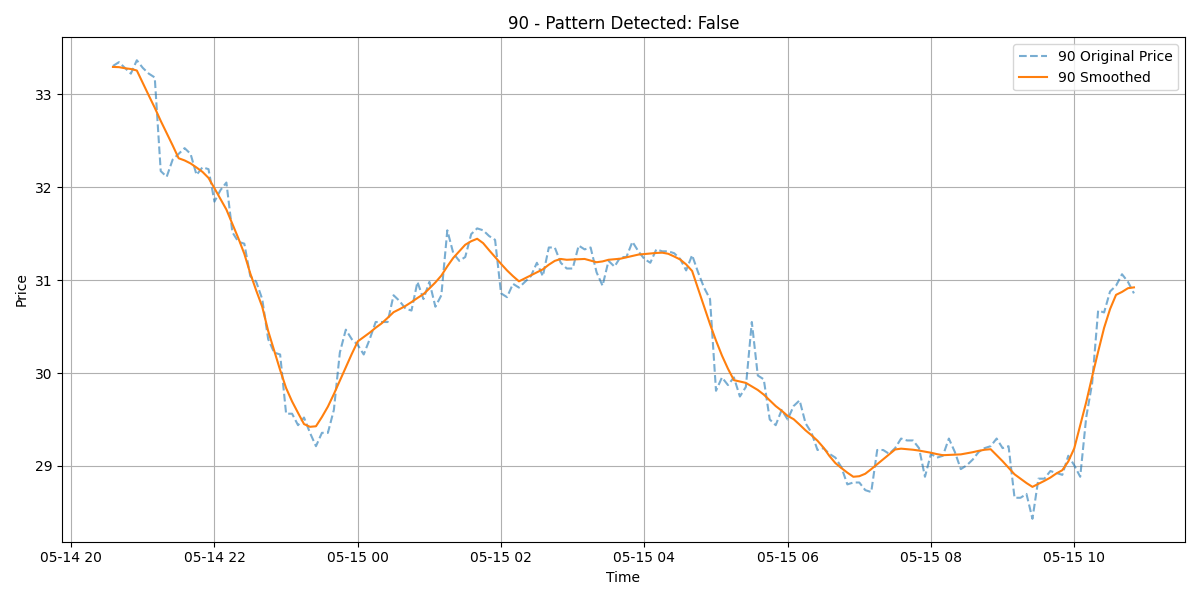 90 - Pattern Detected: False
90 Original Price
90 Smoothed
Price
33
32
31
30
29
05-14 20
05-14 22
05-15 00
05-15 02
05-15 04
05-15 06
05-15 08
05-15 10
Time